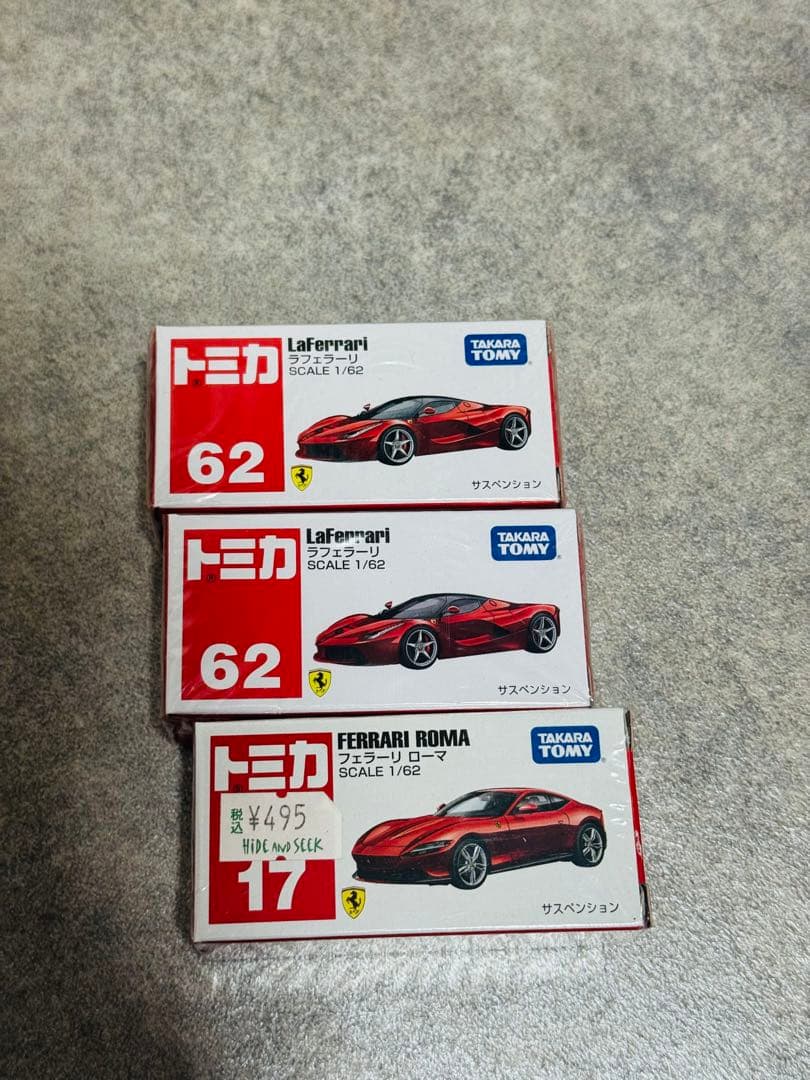 トミカ
62
LaFerrari
ラフェラーリ
SCALE 1/62
TAKARA
TOMY
サスペンション
トミカ
62
LaFerrari
ラフェラーリ
SCALE 1/62
TAKARA
TOMY
サスペンション
トミカ
17
FERRARI ROMA
フェラーリ ローマ
SCALE 1/62
TAKARA
TOMY
税込 ¥495
HIDE AND SEEK
サスペンション